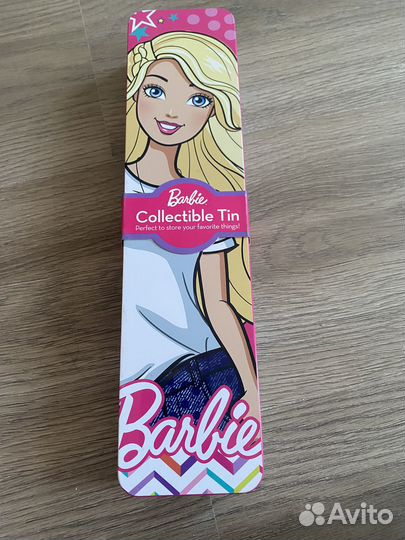 Barbie
Collectible Tin
Perfect to store your favorite things!
Barbie
Avito